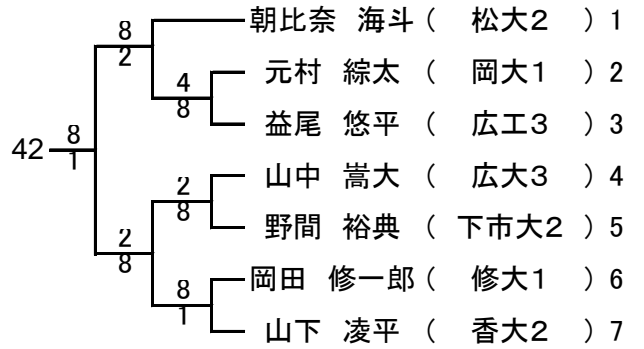 8
朝比奈 海斗 ( 松大2 ) 1
2
4
元村 綜太 ( 岡大1 ) 2
8
益尾 悠平 ( 広工3 ) 3
42 8
1
2
山中 嵩大 ( 広大3 ) 4
8
野間 裕典 ( 下市大2 ) 5
2
8
8
岡田 修一郎 ( 修大1 ) 6
1
山下 凌平 ( 香大2 ) 7